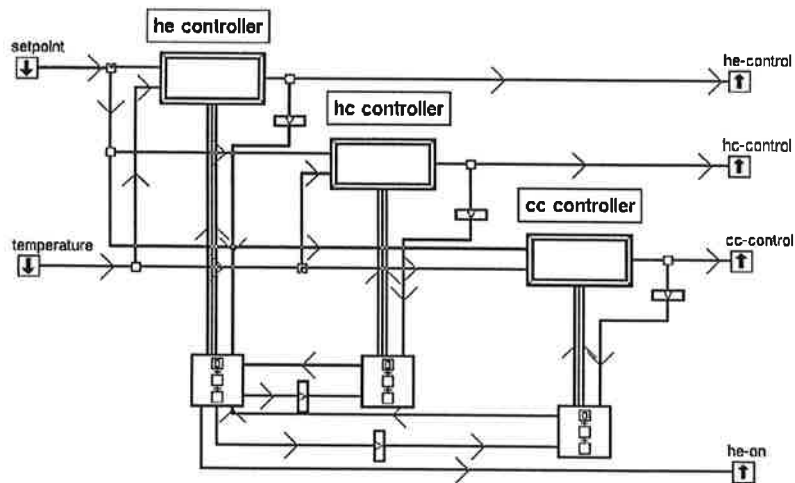 he controller
setpoint
he-control
hc controller
hc-control
cc controller
temperature
cc-control
he-on